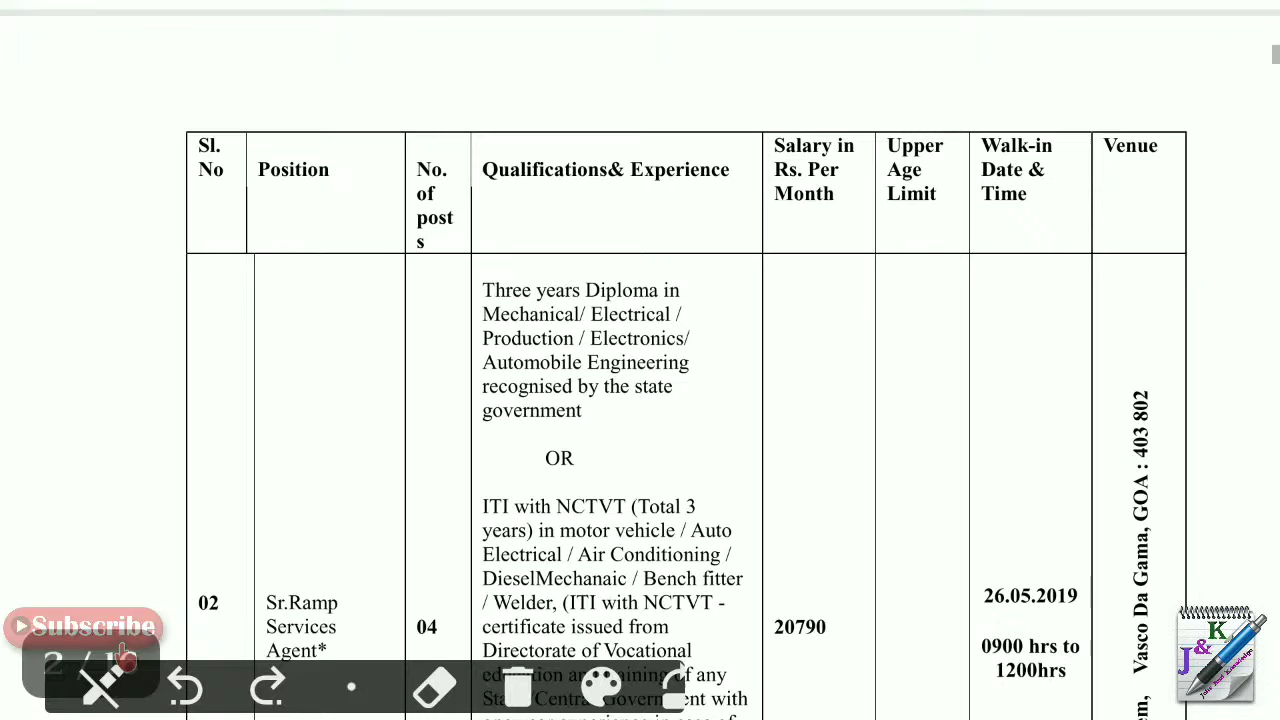 Sl.
No
Position
No.
of
post
s
Qualifications& Experience
Salary in
Rs. Per
Month
Upper
Age
Limit
Walk-in
Date &
Time
Venue
02
Sr.Ramp
Services
Agent*
04
Three years Diploma in
Mechanical/ Electrical /
Production / Electronics/
Automobile Engineering
recognised by the state
government
OR
ITI with NCTVT (Total 3
years) in motor vehicle / Auto
Electrical / Air Conditioning /
DieselMechanaic / Bench fitter
/ Welder, (ITI with NCTVT -
certificate issued from
Directorate of Vocational
of any
with
20790
26.05.2019
0900 hrs to
1200hrs
Vasco Da Gama, GOA : 403 802
Subscribe
J&K